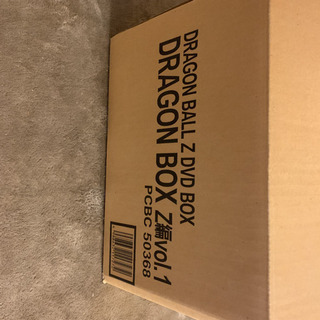 DRAGON BALL Z DVD BOX
DRAGON BOX Z編 vol.1
PCBC 50368